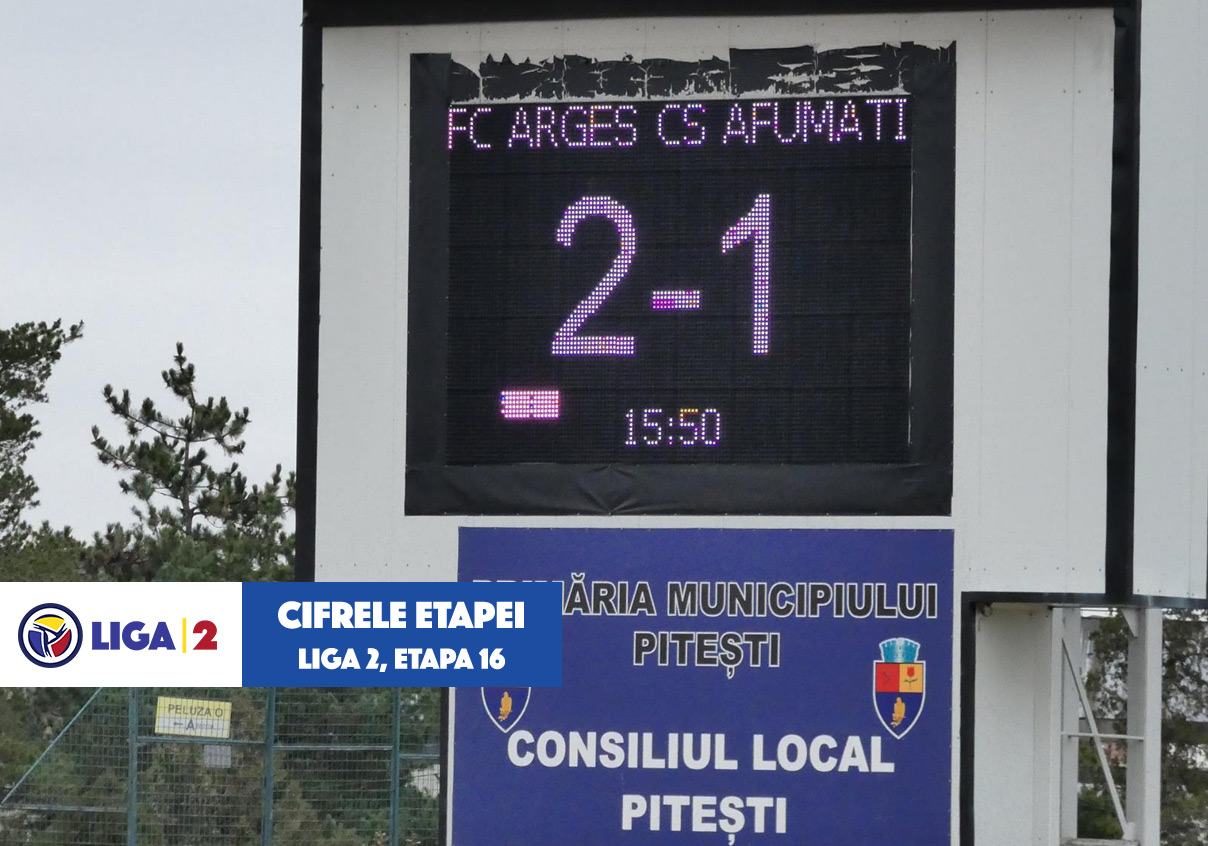 FC ARGES CS AFUMATI
2-1
15:50
LIGA 2
CIFRELE ETAPEI
LIGA 2, ETAPA 16
MUNICIPIULUI
PITEȘTI
PELUZA
CONSILIUL LOCAL
PITEȘTI